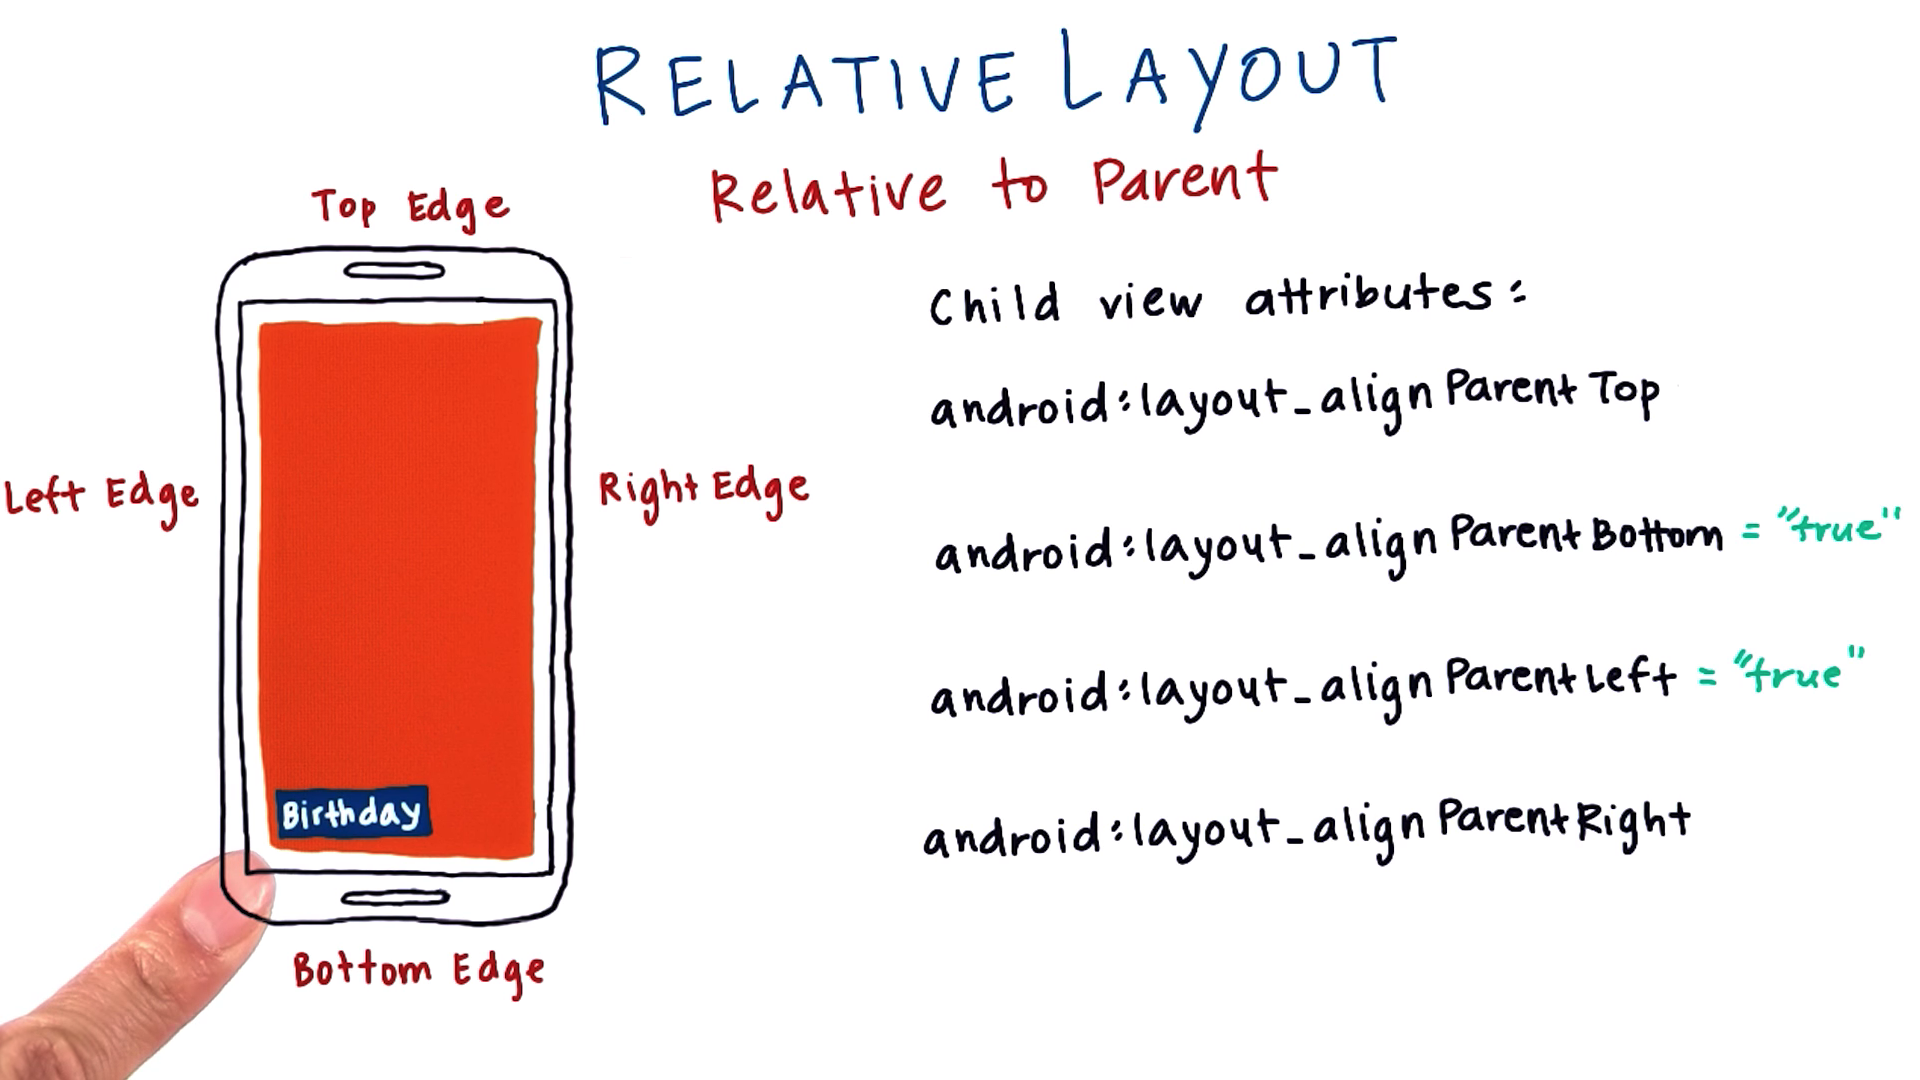 RELATIVE LAYOUT
Relative to Parent
Top Edge
Left Edge
Right Edge
Birthday
Bottom Edge
Child view attributes:
android:layout_alignParentTop
android:layout_alignParentBottom = "true"
android:layout_alignParentLeft = "true"
android:layout_alignParentRight